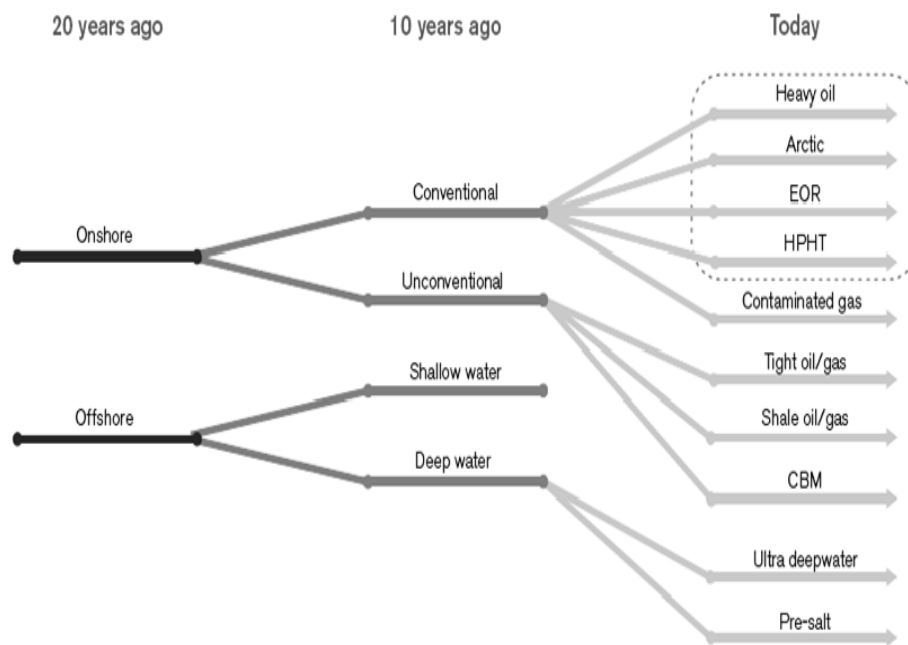 20 years ago
10 years ago
Today
Onshore
Offshore
Conventional
Unconventional
Shallow water
Deep water
Heavy oil
Arctic
EOR
HPHT
Contaminated gas
Tight oil/gas
Shale oil/gas
CBM
Ultra deepwater
Pre-salt